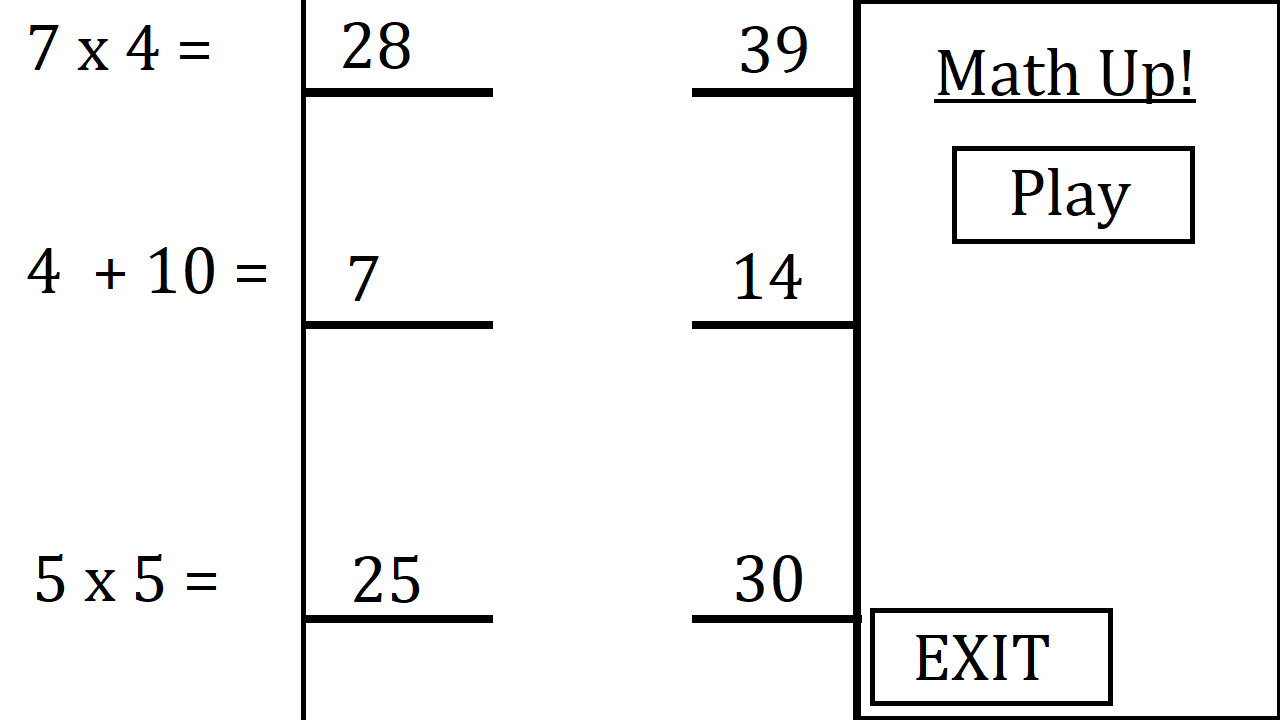 7 x 4 = 28 39
4 + 10 = 7 14
5 x 5 = 25 30
Math Up!
Play
EXIT